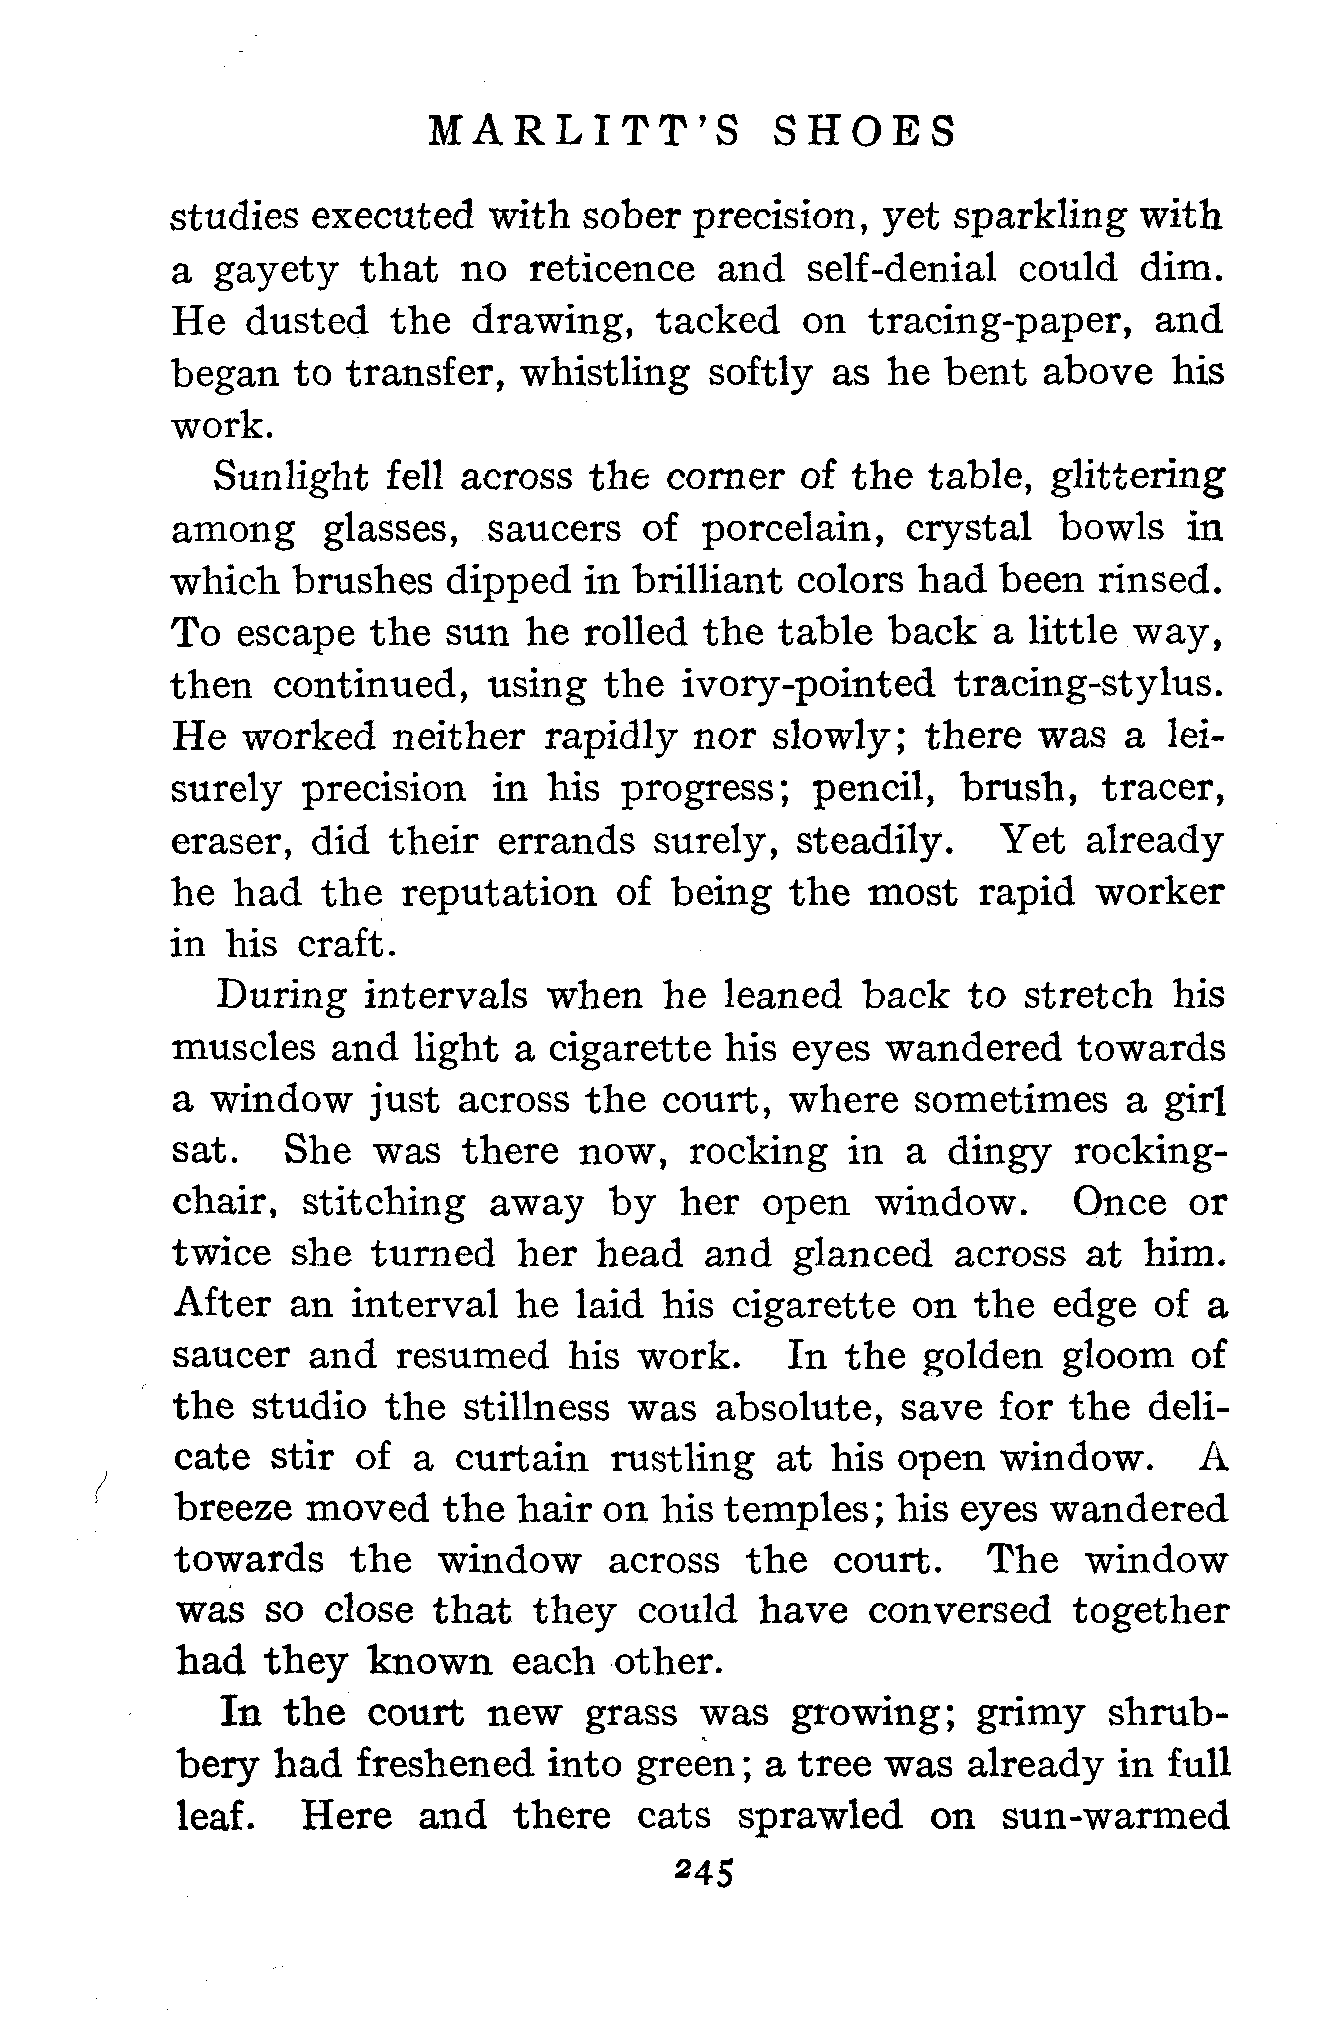 MARLITT'S SHOES
studies executed with sober precision, yet sparkling with
a gayety that no reticence and self-denial could dim.
He dusted the drawing, tacked on tracing-paper, and
began to transfer, whistling softly as he bent above his
work.
Sunlight fell across the corner of the table, glittering
among glasses, saucers of porcelain, crystal bowls in
which brushes dipped in brilliant colors had been rinsed.
To escape the sun he rolled the table back a little way,
then continued, using the ivory-pointed tracing-stylus.
He worked neither rapidly nor slowly; there was a lei-
surely precision in his progress; pencil, brush, tracer,
eraser, did their errands surely, steadily. Yet already
he had the reputation of being the most rapid worker
in his craft.
During intervals when he leaned back to stretch his
muscles and light a cigarette his eyes wandered towards
a window just across the court, where sometimes a girl
sat. She was there now, rocking in a dingy rocking-
chair, stitching away by her open window. Once or
twice she turned her head and glanced across at him.
After an interval he laid his cigarette on the edge of a
saucer and resumed his work. In the golden gloom of
the studio the stillness was absolute, save for the deli-
cate stir of a curtain rustling at his open window. A
breeze moved the hair on his temples; his eyes wandered
towards the window across the court. The window
was so close that they could have conversed together
had they known each other.
In the court new grass was growing; grimy shrub-
bery had freshened into green; a tree was already in full
leaf. Here and there cats sprawled on sun-warmed
245